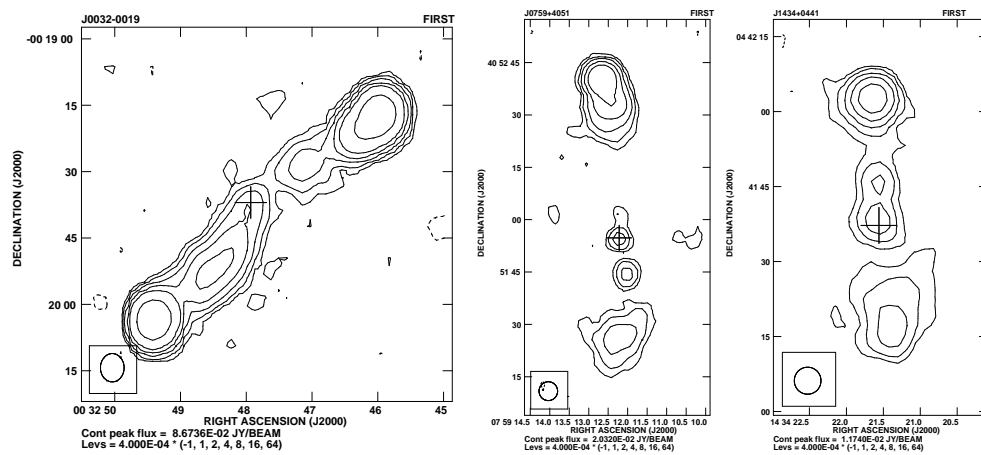 J0032-0019 FIRST
-00 19 00
15
30
45
20 00
15
DECLINATION (J2000)
00 32 50 49 48 47 46 45
RIGHT ASCENSION (J2000)
Cont peak flux = 8.6736E-02 JY/BEAM
Levs = 4.000E-04 * (-1, 1, 2, 4, 8, 16, 64)
J0759+4051 FIRST
40 52 45
30
15
00
51 45
30
15
DECLINATION (J2000)
07 59 14.5 14.0 13.5 13.0 12.5 12.0 11.5 11.0 10.5 10.0
RIGHT ASCENSION (J2000)
Cont peak flux = 2.0320E-02 JY/BEAM
Levs = 4.000E-04 * (-1, 1, 2, 4, 8, 16, 64)
J1434+0441 FIRST
04 42 15
00
41 45
30
15
00
DECLINATION (J2000)
14 34 22.5 22.0 21.5 21.0 20.5
RIGHT ASCENSION (J2000)
Cont peak flux = 1.1740E-02 JY/BEAM
Levs = 4.000E-04 * (-1, 1, 2, 4, 8, 16, 64)